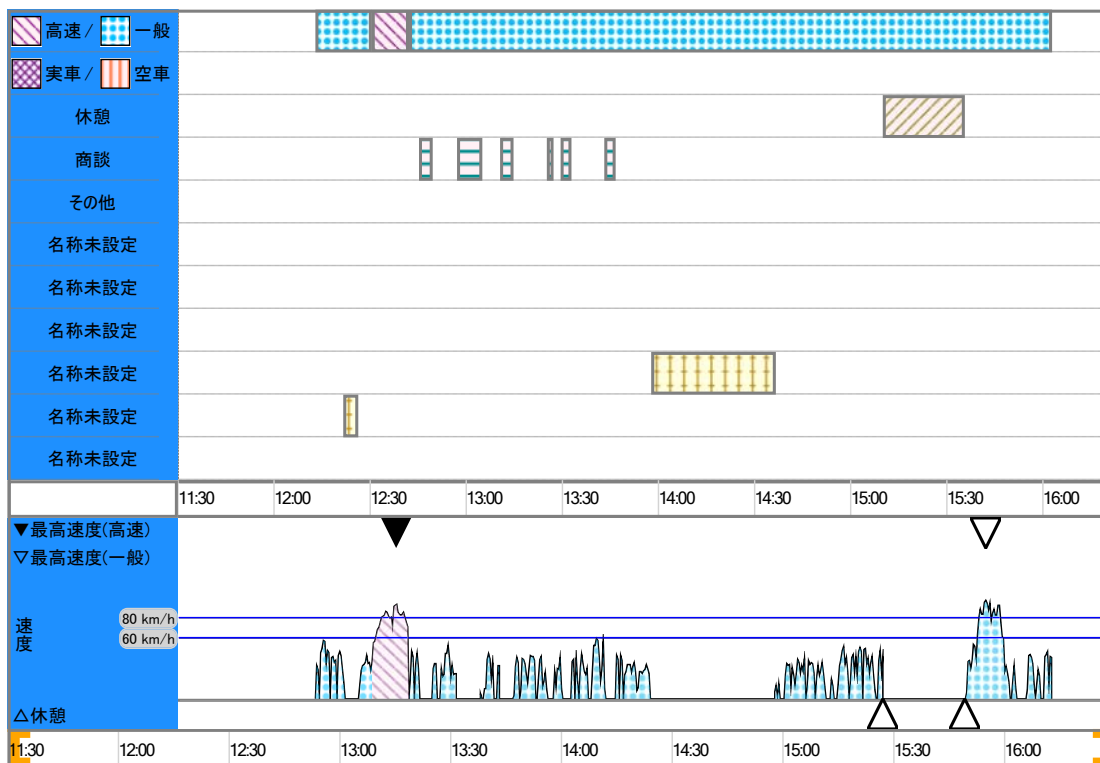 高速 / 一般
実車 / 空車
休憩
商談
その他
名称未設定
名称未設定
名称未設定
名称未設定
名称未設定
名称未設定
11:30 12:00 12:30 13:00 13:30 14:00 14:30 15:00 15:30 16:00
▼最高速度(高速)
▽最高速度(一般)
速度
80 km/h
60 km/h
△休憩
11:30 12:00 12:30 13:00 13:30 14:00 14:30 15:00 15:30 16:00